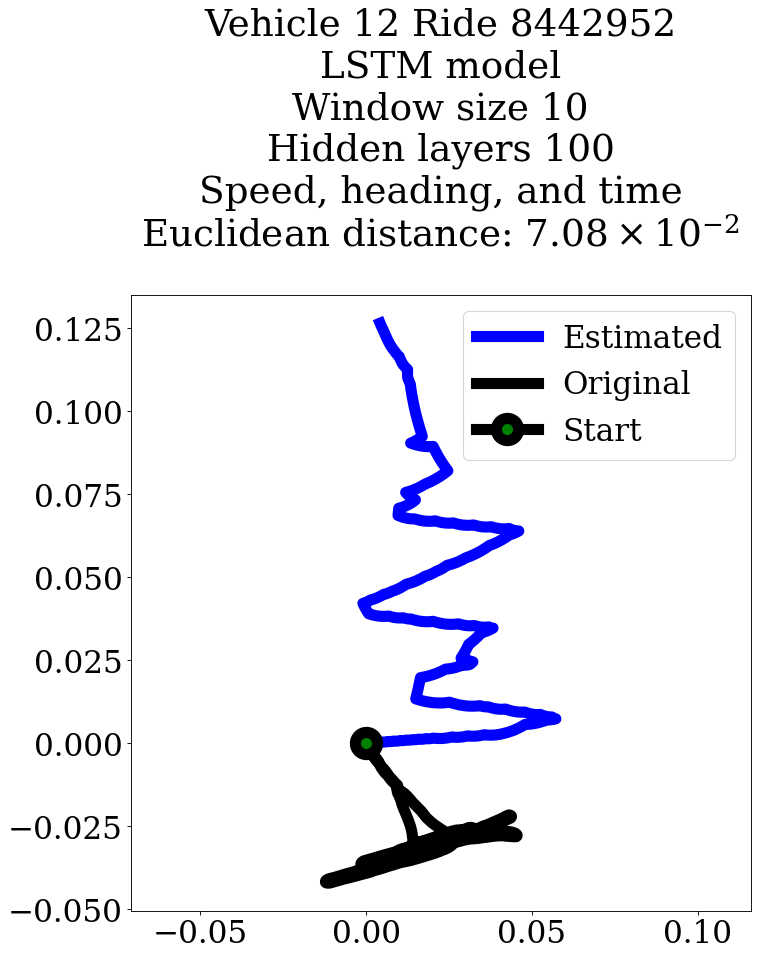 Vehicle 12 Ride 8442952
LSTM model
Window size 10
Hidden layers 100
Speed, heading, and time
Euclidean distance: 7.08 × 10⁻²
Estimated
Original
Start
0.125
0.100
0.075
0.050
0.025
0.000
−0.025
−0.050
−0.05 0.00 0.05 0.10